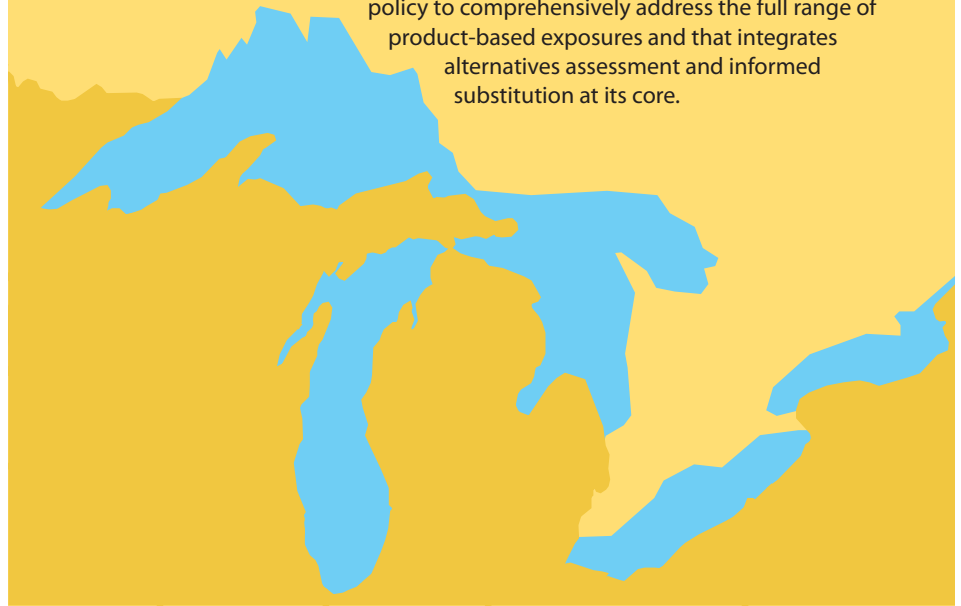 policy to comprehensively address the full range of
product-based exposures and that integrates
alternatives assessment and informed
substitution at its core.